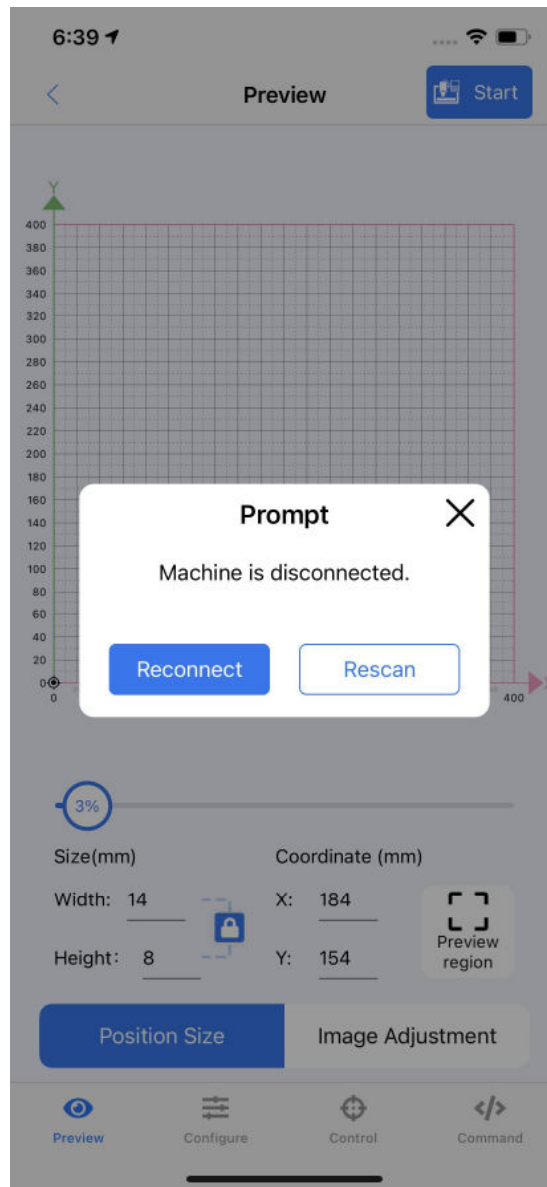 6:39
Preview
Start
Y
400
380
360
340
320
300
280
260
240
220
200
180
160
140
120
100
80
60
40
20
0
0
400
X
Prompt
Machine is disconnected.
Reconnect
Rescan
3%
Size(mm)
Coordinate (mm)
Width: 14
X: 184
Height: 8
Y: 154
Preview
region
Position Size
Image Adjustment
Preview
Configure
Control
</>
Command